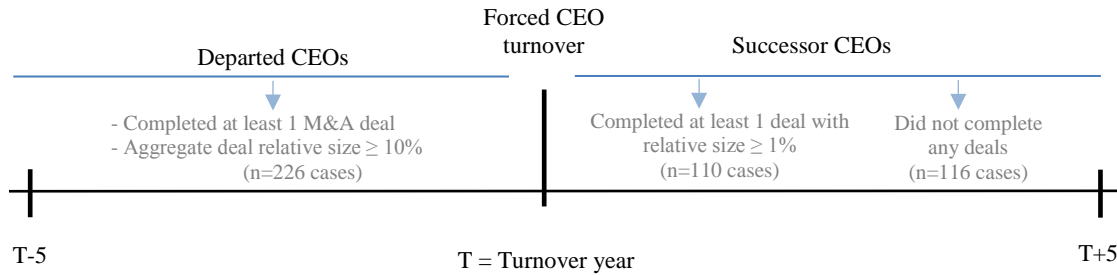 Forced CEO
turnover
Departed CEOs
Successor CEOs
- Completed at least 1 M&A deal
- Aggregate deal relative size ≥ 10%
(n=226 cases)
Completed at least 1 deal with
relative size ≥ 1%
(n=110 cases)
Did not complete
any deals
(n=116 cases)
T-5
T = Turnover year
T+5